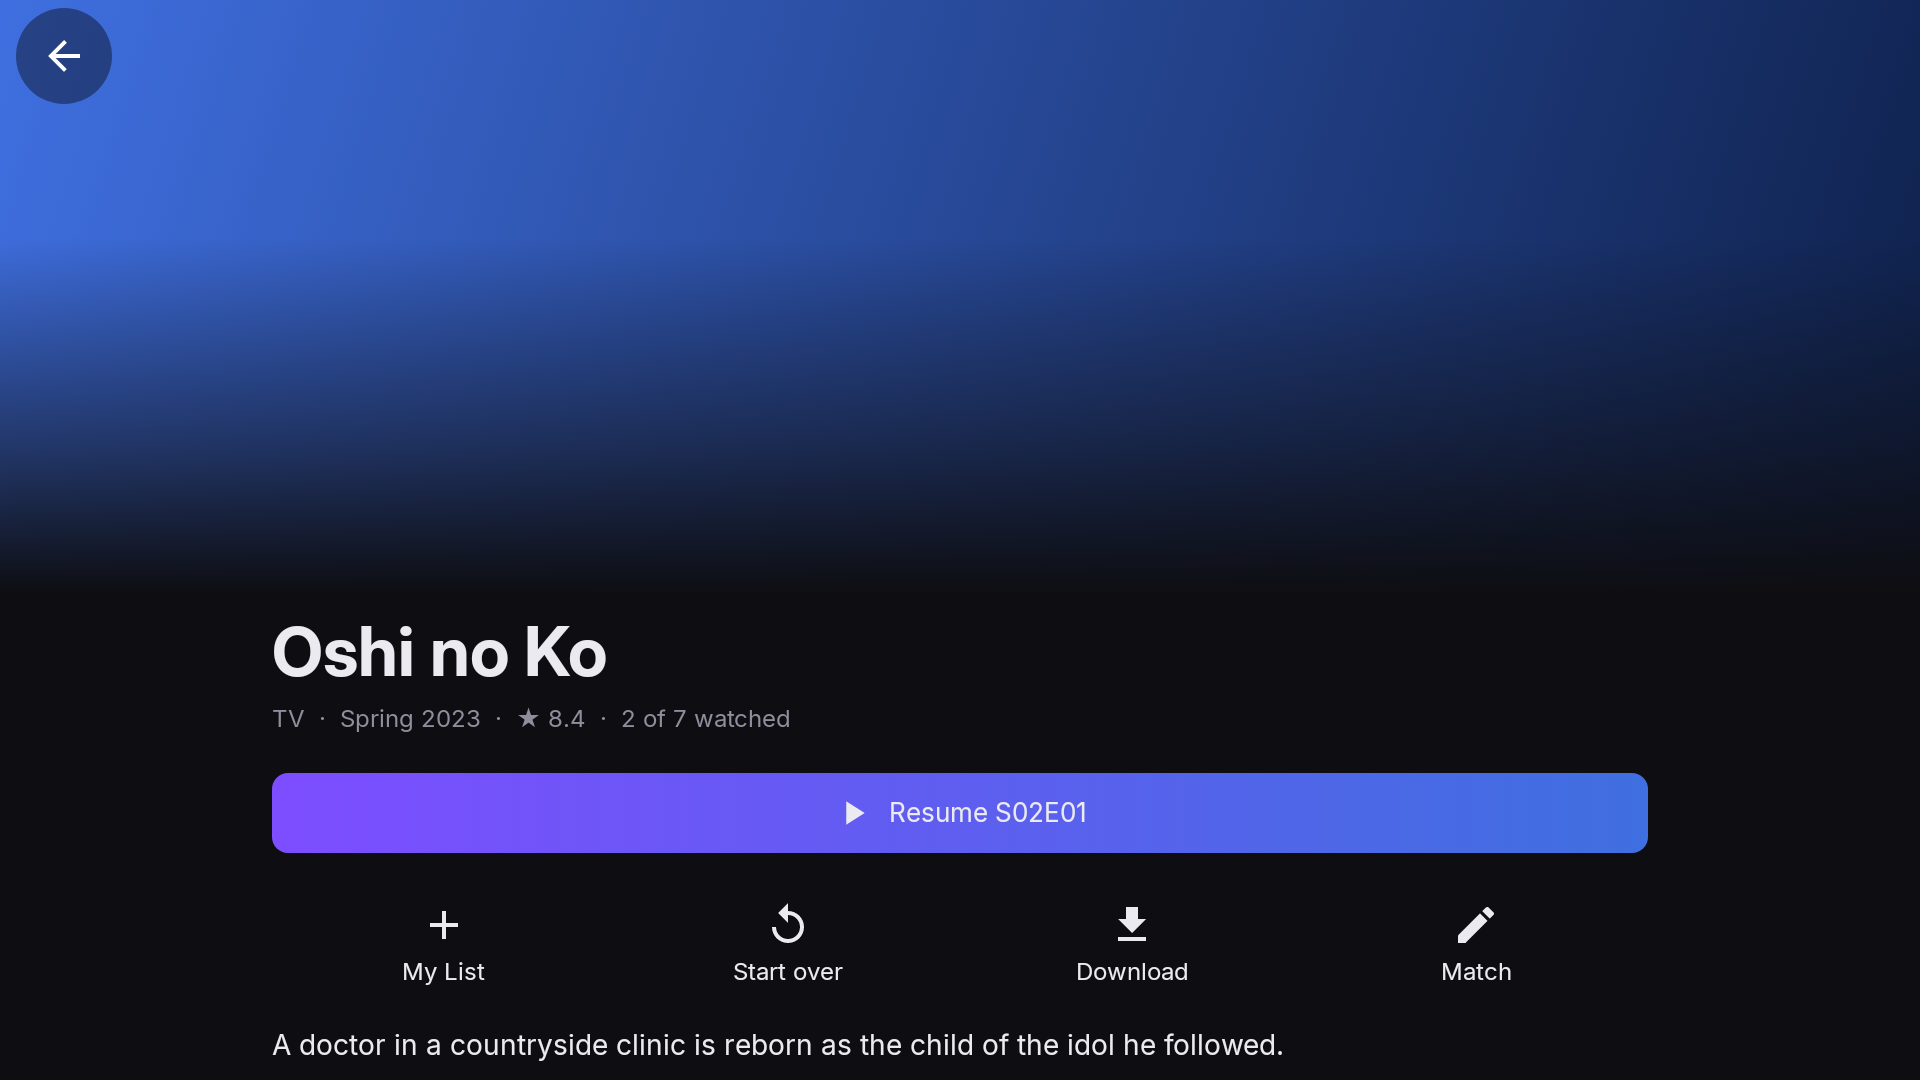 Oshi no Ko
TV · Spring 2023 · ★ 8.4 · 2 of 7 watched
Resume S02E01
My List
Start over
Download
Match
A doctor in a countryside clinic is reborn as the child of the idol he followed.